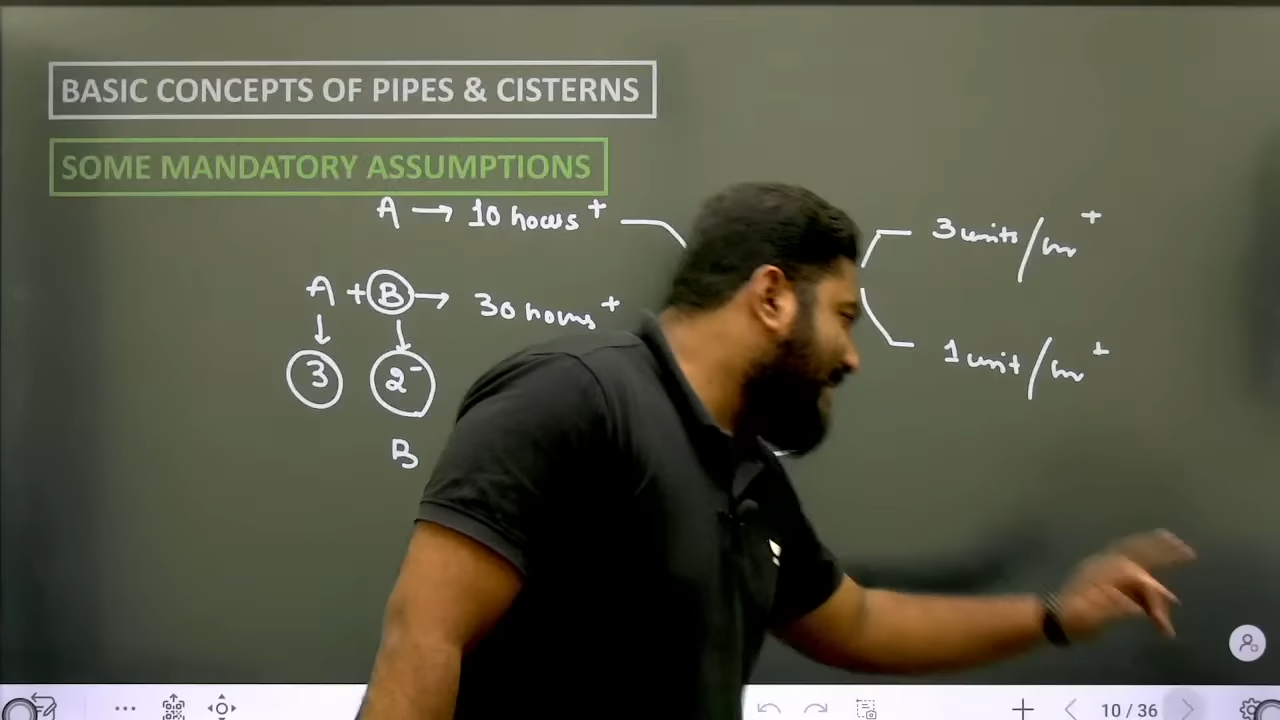 BASIC CONCEPTS OF PIPES & CISTERNS
SOME MANDATORY ASSUMPTIONS
A → 10 hours +
3 units/hr +
A + B → 30 hours +
1 unit/hr +
3 2-
B
10 / 36